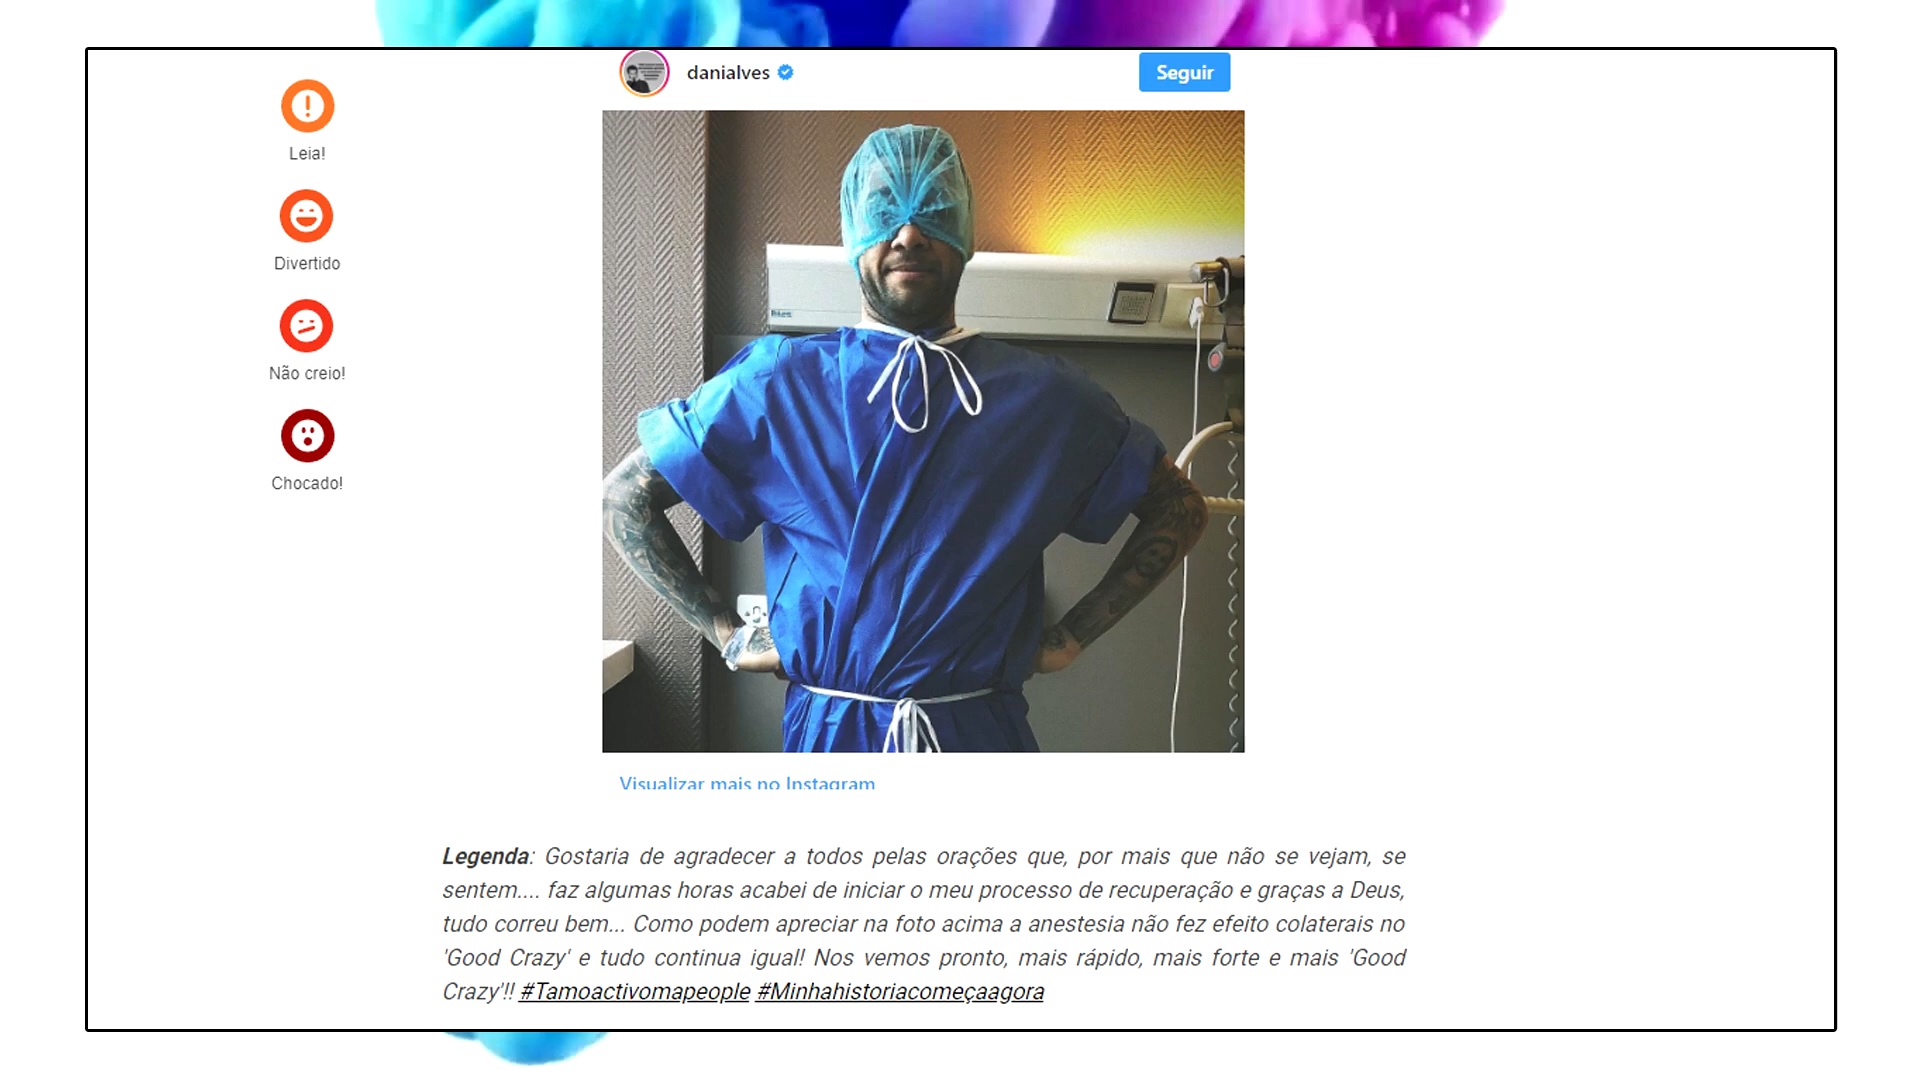 danialves
Seguir
Leia!
Divertido
Não creio!
Chocado!
Visualizar mais no Instagram
Legenda: Gostaria de agradecer a todos pelas orações que, por mais que não se vejam, se
sentem.... faz algumas horas acabei de iniciar o meu processo de recuperação e graças a Deus,
tudo correu bem... Como podem apreciar na foto acima a anestesia não fez efeito colaterais no
'Good Crazy' e tudo continua igual! Nos vemos pronto, mais rápido, mais forte e mais 'Good
Crazy'!! #Tamoactivomapeople #Minhahistoriacomeçaagora